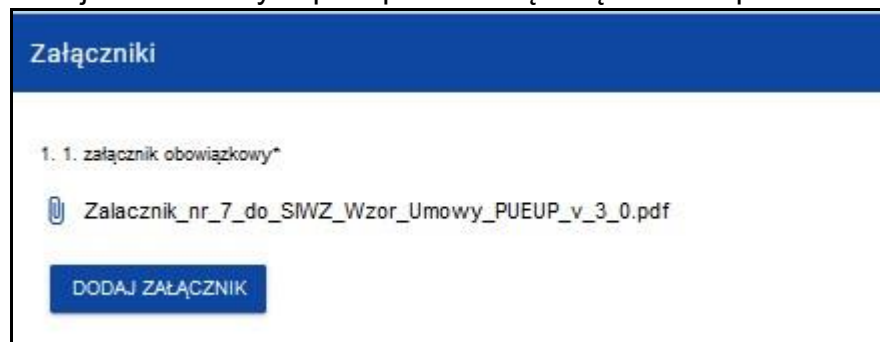 Załączniki
1. 1. załącznik obowiązkowy*
Zalacznik_nr_7_do_SIWZ_Wzor_Umowy_PUEUP_v_3_0.pdf
DODAJ ZAŁĄCZNIK